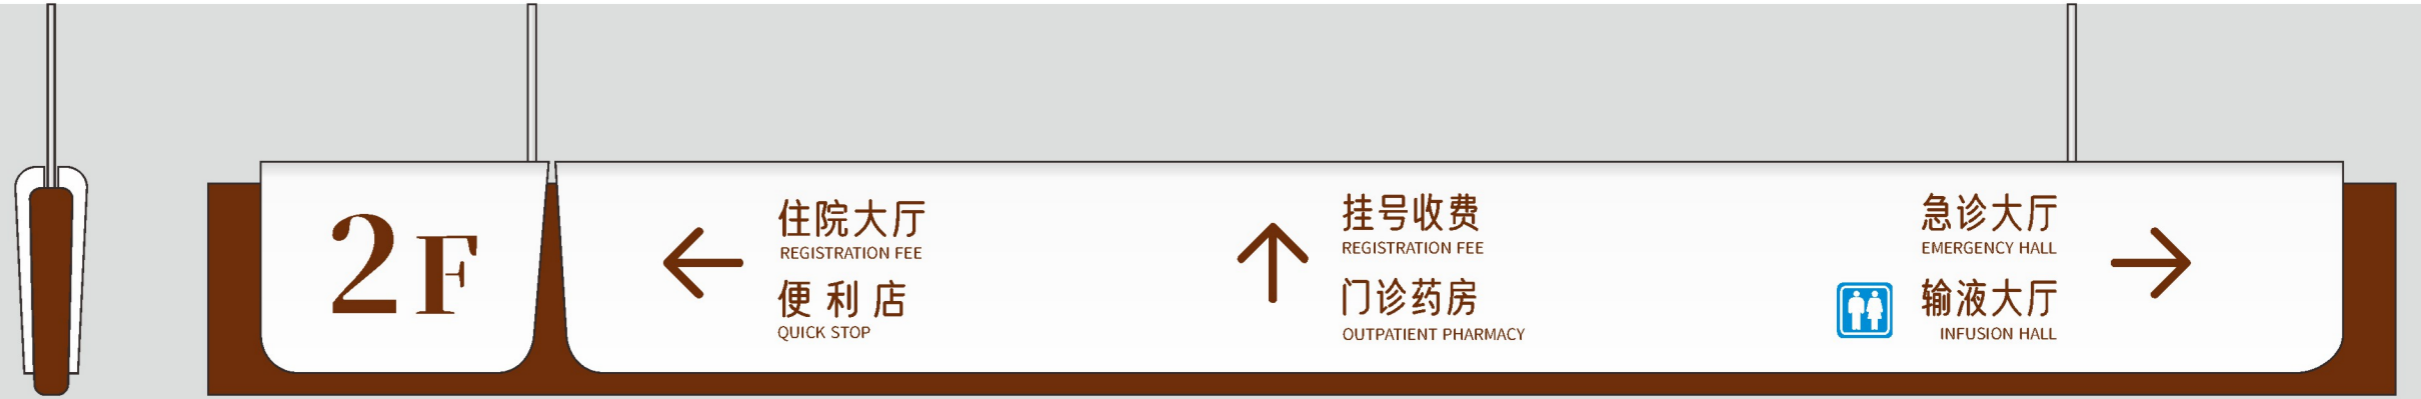 2F
住院大厅
REGISTRATION FEE
便利店
QUICK STOP
挂号收费
REGISTRATION FEE
门诊药房
OUTPATIENT PHARMACY
急诊大厅
EMERGENCY HALL
输液大厅
INFUSION HALL